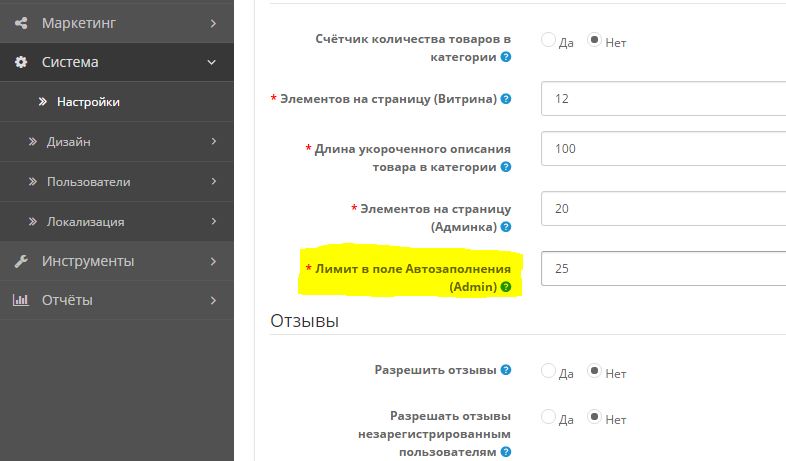 Маркетинг
Система
Настройки
Дизайн
Пользователи
Локализация
Инструменты
Отчёты
Счётчик количества товаров в
категории ?
Да Нет
* Элементов на страницу (Витрина) ?
12
* Длина укороченного описания
товара в категории ?
100
* Элементов на страницу
(Админка) ?
20
* Лимит в поле Автозаполнения
(Admin) ?
25
Отзывы
Разрешить отзывы ?
Да Нет
Разрешать отзывы
незарегистрированным
пользователям ?
Да Нет